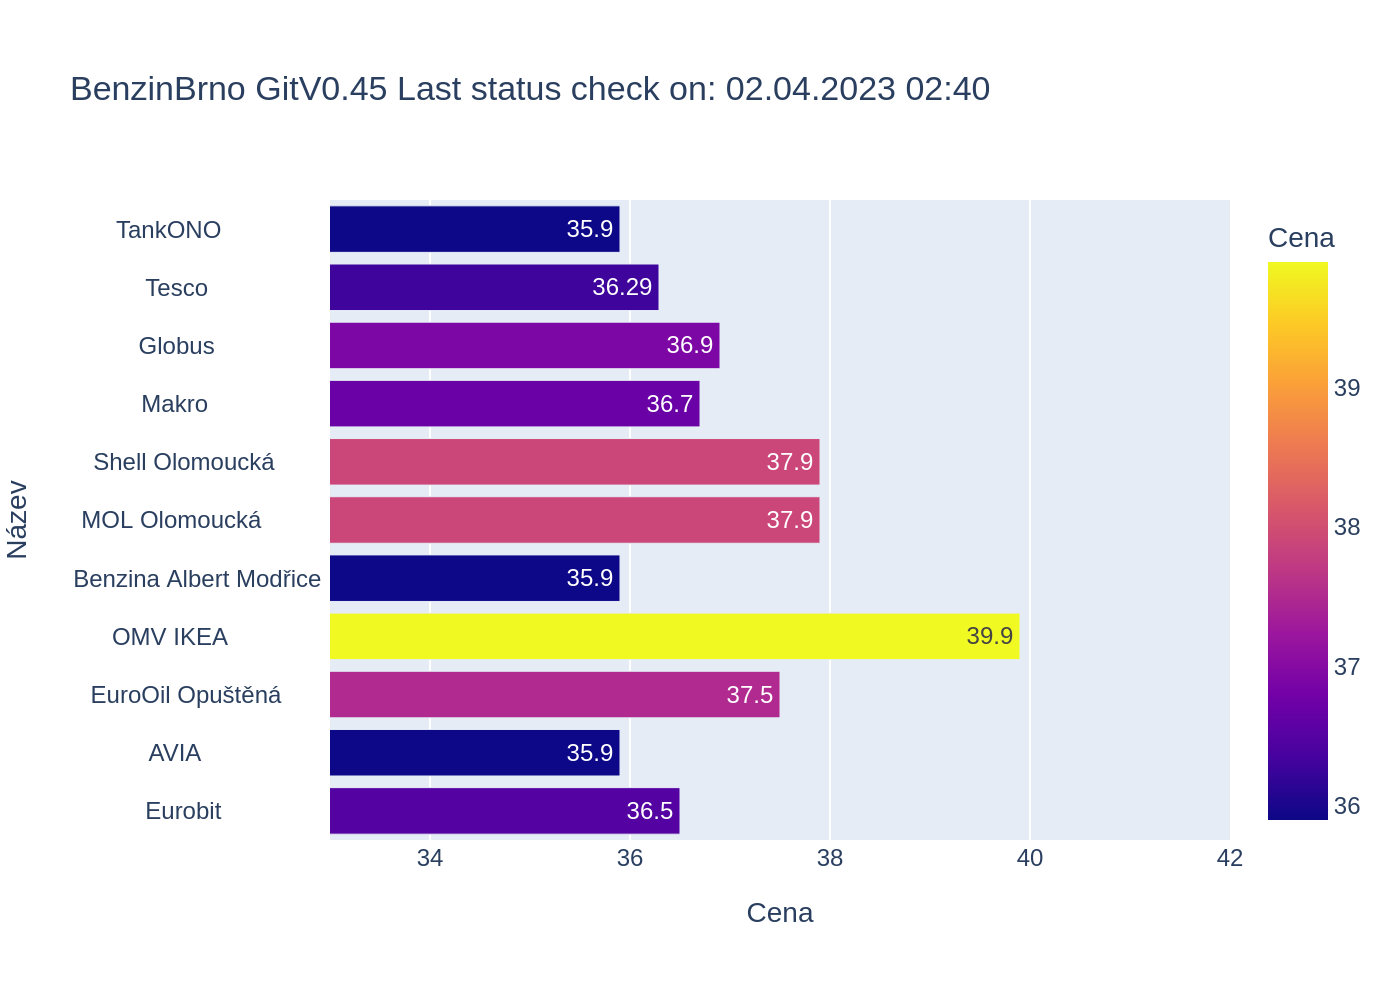 BenzinBrno GitV0.45 Last status check on: 02.04.2023 02:40
Název
TankONO
35.9
Tesco
36.29
Globus
36.9
Makro
36.7
Shell Olomoucká
37.9
MOL Olomoucká
37.9
Benzina Albert Modřice
35.9
OMV IKEA
39.9
EuroOil Opuštěná
37.5
AVIA
35.9
Eurobit
36.5
34 36 38 40 42
Cena
Cena
39
38
37
36